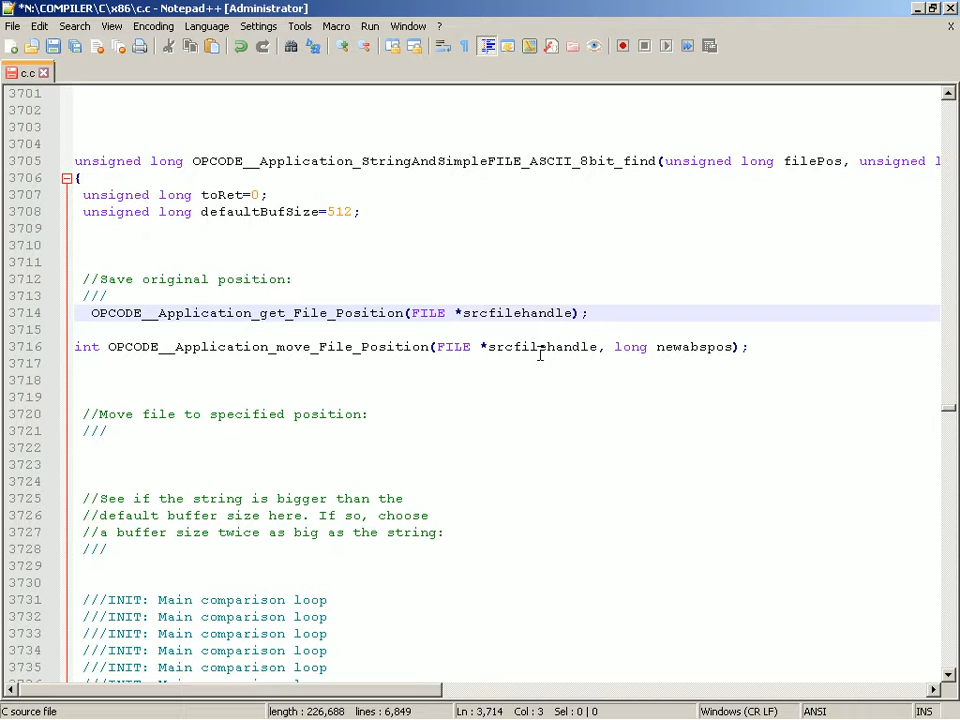 *N:\COMPILER\C\x86\c.c - Notepad++ [Administrator]
File Edit Search View Encoding Language Settings Tools Macro Run Window ? X
c.c
3701
3702
3703
3704
3705 unsigned long OPCODE__Application_StringAndSimpleFILE_ASCII_8bit_find(unsigned long filePos, unsigned l
3706 {
3707 unsigned long toRet=0;
3708 unsigned long defaultBufSize=512;
3709
3710
3711
3712 //Save original position:
3713 ///
3714 OPCODE__Application_get_File_Position(FILE *srcfilehandle);
3715
3716 int OPCODE__Application_move_File_Position(FILE *srcfilehandle, long newabspos);
3717
3718
3719
3720 //Move file to specified position:
3721 ///
3722
3723
3724
3725 //See if the string is bigger than the
3726 //default buffer size here. If so, choose
3727 //a buffer size twice as big as the string:
3728 ///
3729
3730
3731 ///INIT: Main comparison loop
3732 ///INIT: Main comparison loop
3733 ///INIT: Main comparison loop
3734 ///INIT: Main comparison loop
3735 ///INIT: Main comparison loop
C source file length : 226,688 lines : 6,849 Ln : 3,714 Col : 3 Sel : 0 | 0 Windows (CR LF) ANSI INS